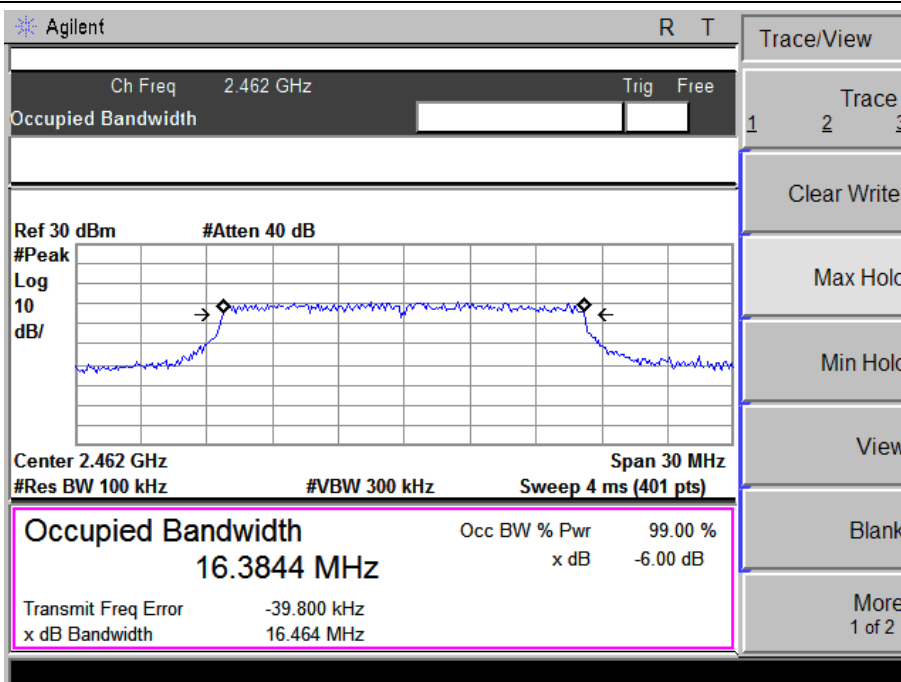 Agilent R T
Trace/View
Ch Freq 2.462 GHz Trig Free
Occupied Bandwidth
Trace
1 2 3
Clear Write
Max Hold
Min Hold
View
Blank
More
1 of 2
Ref 30 dBm #Atten 40 dB
#Peak
Log
10
dB/
Center 2.462 GHz Span 30 MHz
#Res BW 100 kHz #VBW 300 kHz Sweep 4 ms (401 pts)
Occupied Bandwidth
16.3844 MHz
Occ BW % Pwr 99.00 %
x dB -6.00 dB
Transmit Freq Error -39.800 kHz
x dB Bandwidth 16.464 MHz